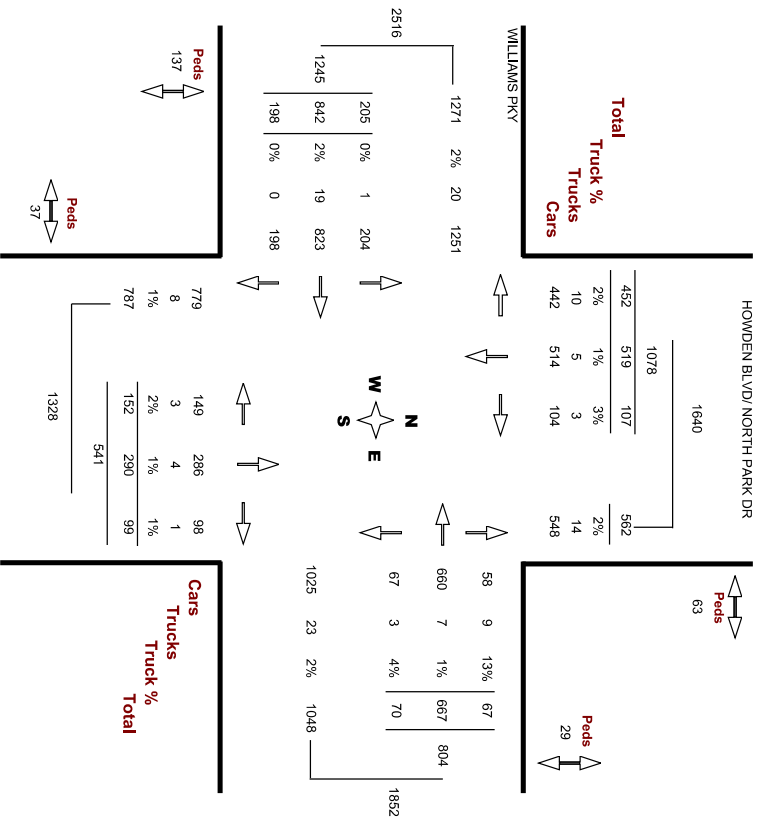 HOWDEN BLVD/ NORTH PARK DR
Peds
1640 63
1078
Total 452 519 107 562
Truck % 2% 1% 3% 2%
Peds
Trucks 10 5 3 14
29
Cars 442 514 104 548
WILLIAMS PKY
58 9 13% 67
1271 2% 20 1251
660 7 1% 667 804
N
2516 67 3 4% 70 1852
W E
205 0% 1 204
S
1245 842 2% 19 823
1025 23 2% 1048
198 0% 0 198
Peds 779 149 286 98 Cars
137 8 3 4 1 Trucks
1% 2% 1% 1% Truck %
787 152 290 99 Total
541
Peds
1328
37